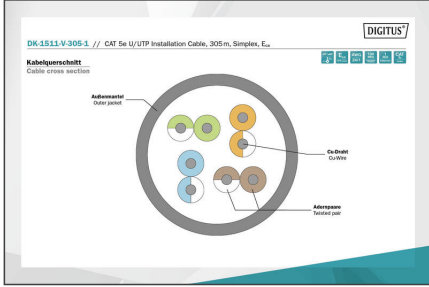 DIGITUS®
DK-1511-V-305-1 // CAT 5e U/UTP Installation Cable, 305 m, Simplex, Eca
Kabelquerschnitt
Cable cross section
Außenmantel
Outer jacket
Cu-Draht
Cu-Wire
Adernpaare
Twisted pair